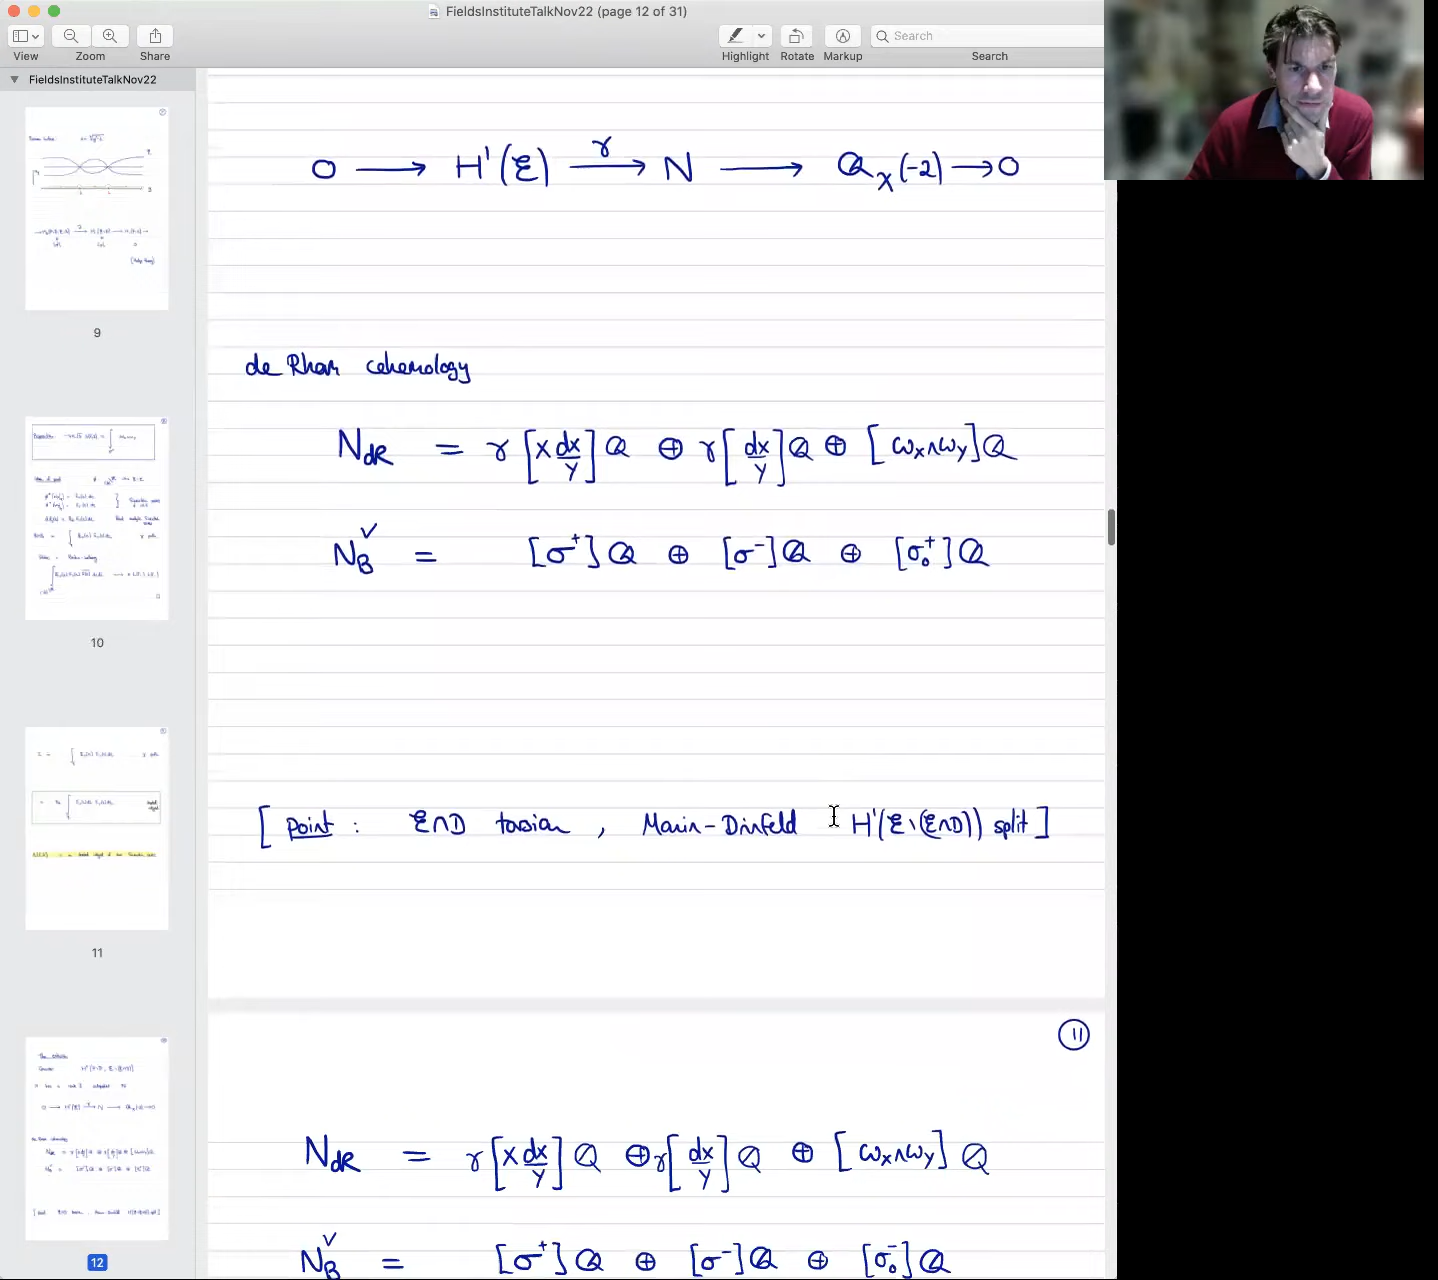 FieldsInstituteTalkNov22 (page 12 of 31)
View Zoom Share Highlight Rotate Markup Search
Search
FieldsInstituteTalkNov22
9
10
11
12
0 ⟶ H¹(ℰ) —γ→ N ⟶ ℚ_χ(-2) ⟶ 0
de Rham cohomology
N_dR = γ[x dx/y]ℚ ⊕ γ[dx/y]ℚ ⊕ [ω_x∧ω_y]ℚ
N_B^∨ = [σ⁺]ℚ ⊕ [σ⁻]ℚ ⊕ [σ₀⁺]ℚ
[ Point : ℰ∩D torsion , Manin-Drinfeld H¹(ℰ\(ℰ∩D)) split ]
11
N_dR = γ[x dx/y]ℚ ⊕ γ[dx/y]ℚ ⊕ [ω_x∧ω_y]ℚ
N_B^∨ = [σ⁺]ℚ ⊕ [σ⁻]ℚ ⊕ [σ₀⁻]ℚ